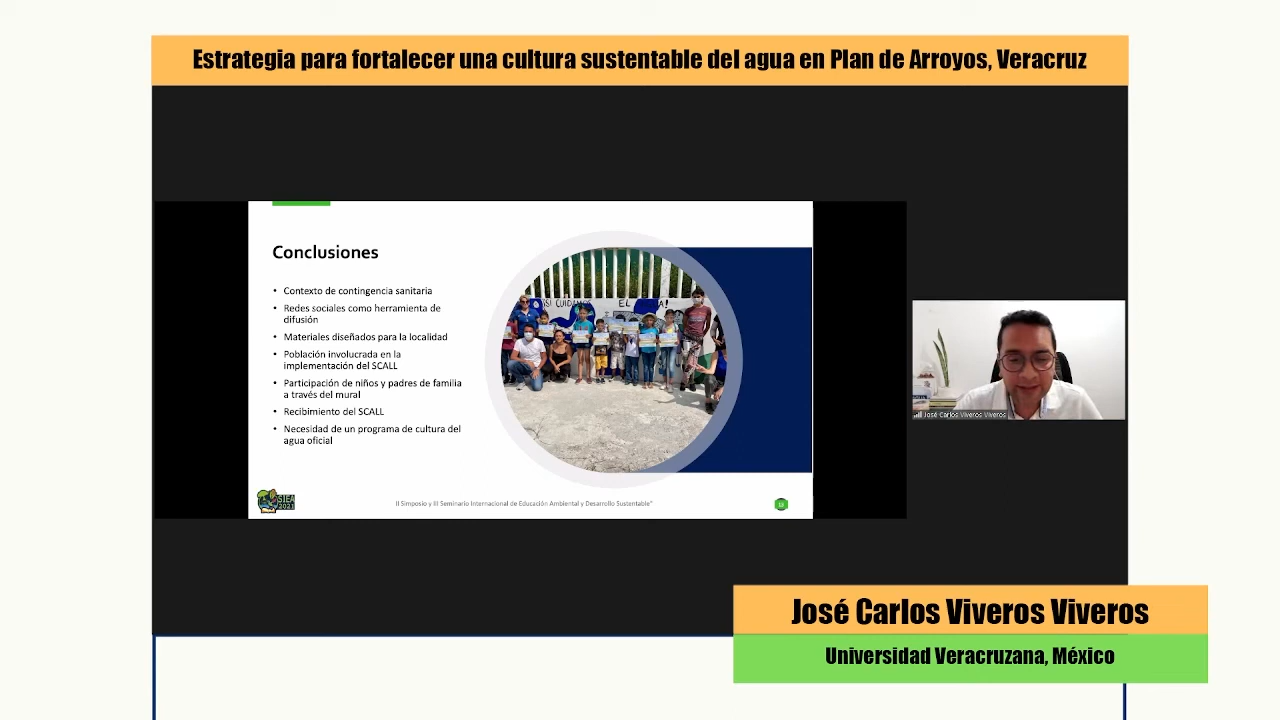 Estrategia para fortalecer una cultura sustentable del agua en Plan de Arroyos, Veracruz
Conclusiones
• Contexto de contingencia sanitaria
• Redes sociales como herramienta de
difusión
• Materiales diseñados para la localidad
• Población involucrada en la
implementación del SCALL
• Participación de niños y padres de familia
a través del mural
• Recibimiento del SCALL
• Necesidad de un programa de cultura del
agua oficial
EL
II Simposio y III Seminario Internacional de Educación Ambiental y Desarrollo Sustentable"
2021
José Carlos Viveros Viveros
José Carlos Viveros Viveros
Universidad Veracruzana, México